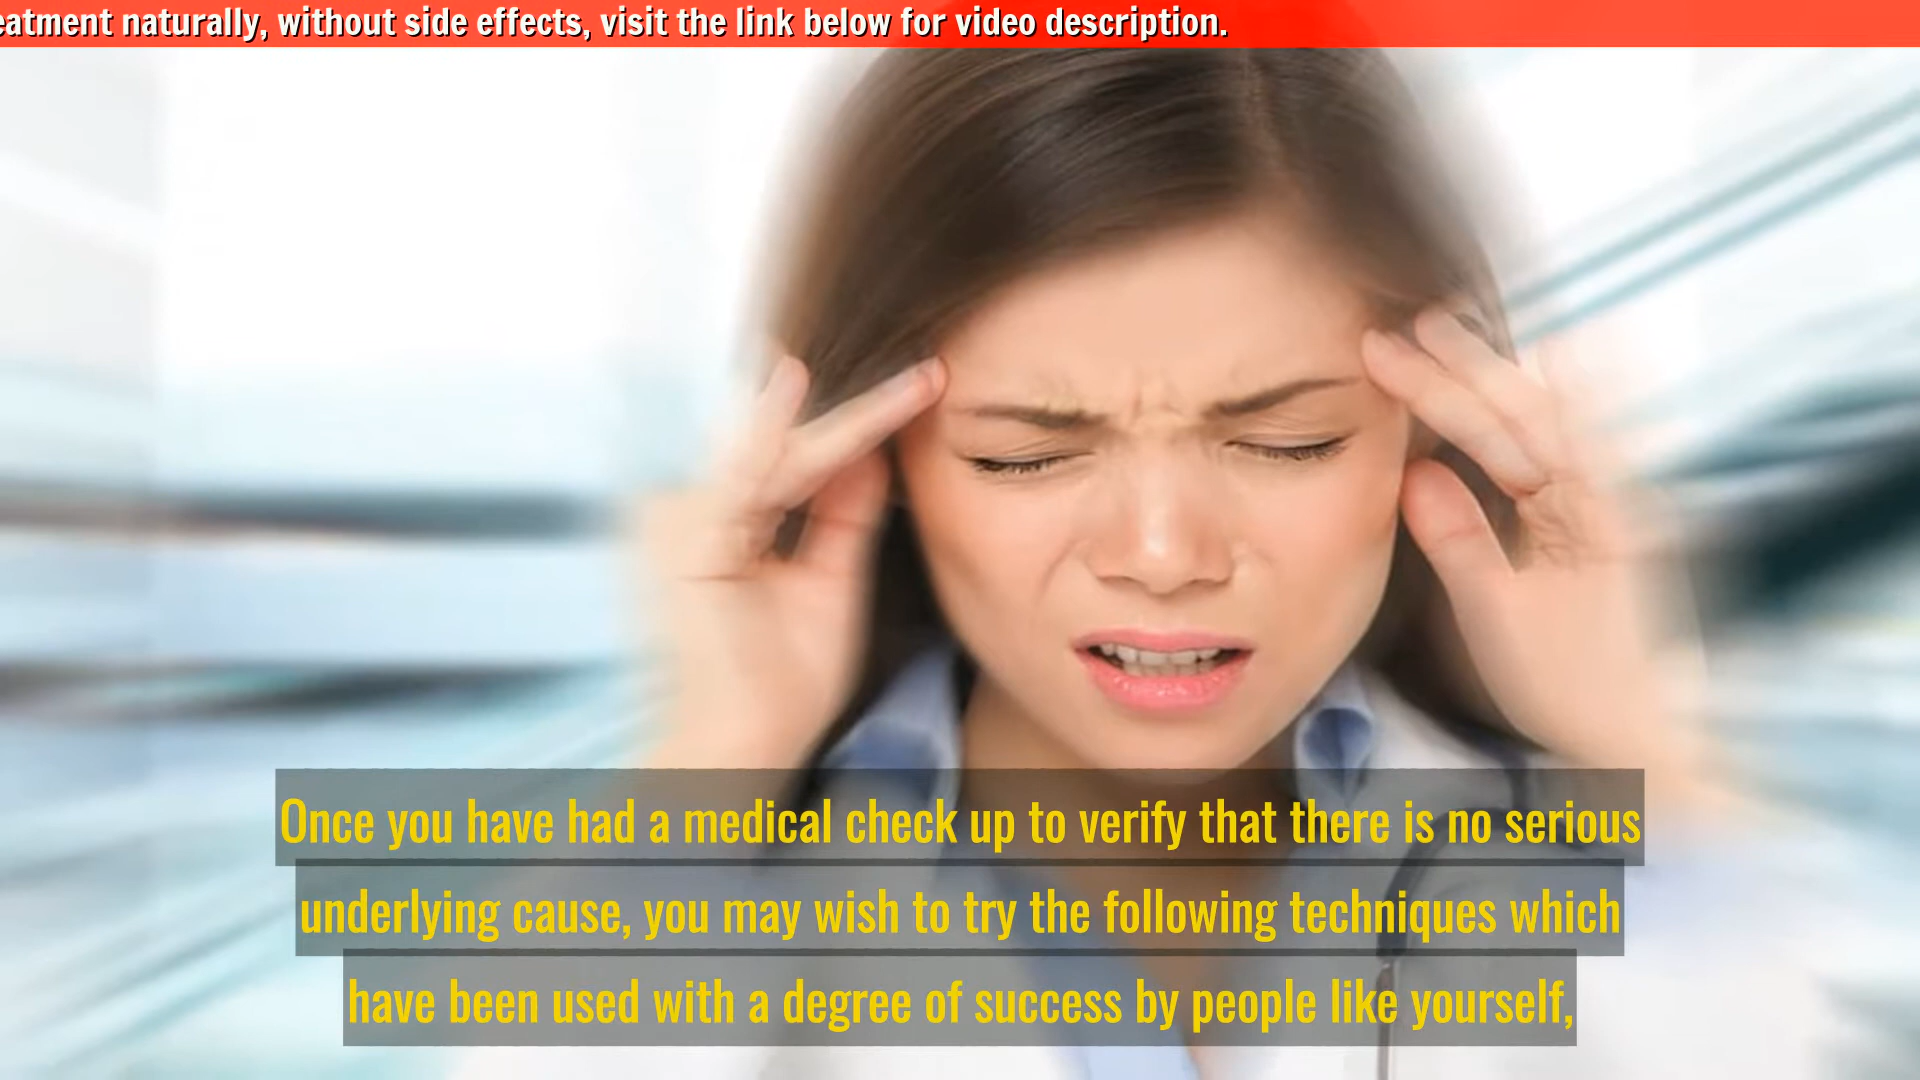 treatment naturally, without side effects, visit the link below for video description.
Once you have had a medical check up to verify that there is no serious
underlying cause, you may wish to try the following techniques which
have been used with a degree of success by people like yourself,